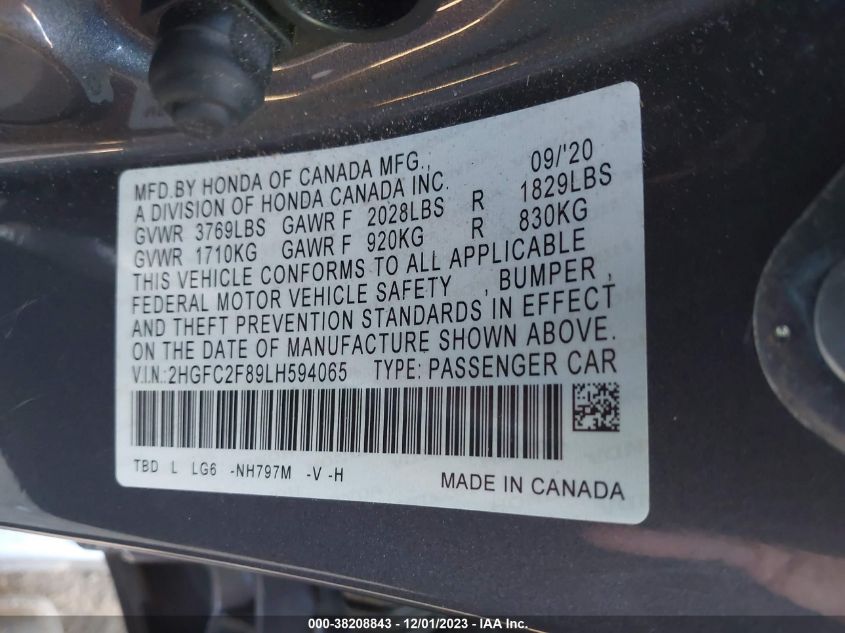 MFD.BY HONDA OF CANADA MFG., 09/'20
A DIVISION OF HONDA CANADA INC.
GVWR 3769LBS GAWR F 2028LBS R 1829LBS
GVWR 1710KG GAWR F 920KG R 830KG
THIS VEHICLE CONFORMS TO ALL APPLICABLE
FEDERAL MOTOR VEHICLE SAFETY , BUMPER ,
AND THEFT PREVENTION STANDARDS IN EFFECT
ON THE DATE OF MANUFACTURE SHOWN ABOVE.
V.I.N.:2HGFC2F89LH594065 TYPE: PASSENGER CAR
TBD L LG6 -NH797M -V -H
MADE IN CANADA
000-38208843 - 12/01/2023 - IAA Inc.